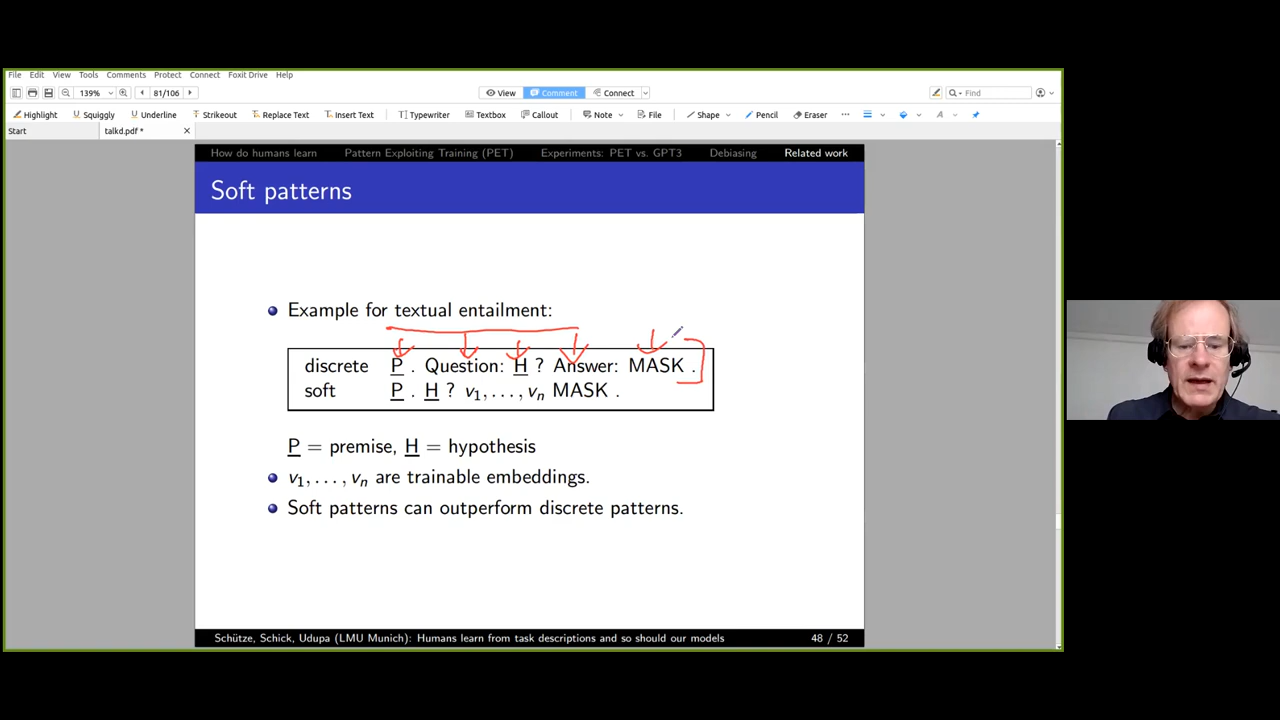 File Edit View Tools Comments Protect Connect Foxit Drive Help
139% 81/106 View Comment Connect Find
Highlight Squiggly Underline Strikeout Replace Text Insert Text Typewriter Textbox Callout Note File Shape Pencil Eraser
Start talkd.pdf *
How do humans learn Pattern Exploiting Training (PET) Experiments: PET vs. GPT3 Debiasing Related work
Soft patterns
Example for textual entailment:
discrete P . Question: H ? Answer: MASK .
soft P . H ? v1, . . . , vn MASK .
P = premise, H = hypothesis
v1, . . . , vn are trainable embeddings.
Soft patterns can outperform discrete patterns.
Schütze, Schick, Udupa (LMU Munich): Humans learn from task descriptions and so should our models 48 / 52